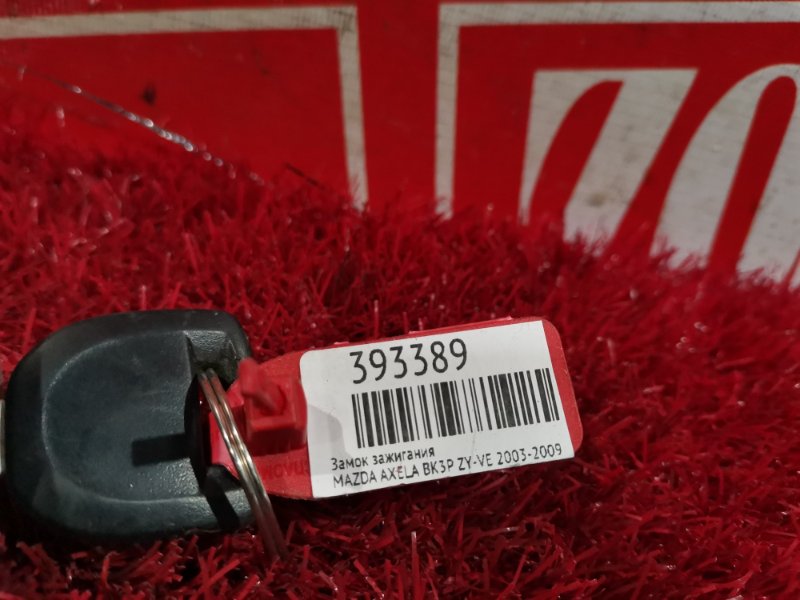 393389
Замок зажигания
MAZDA AXELA BK3P ZY-VE 2003-2009